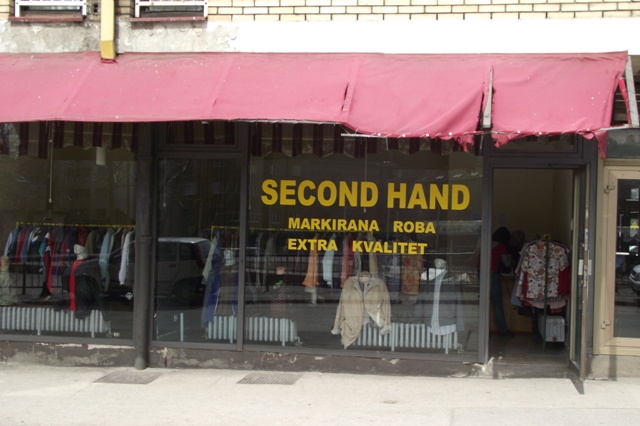 SECOND HAND
MARKIRANA ROBA
EXTRA KVALITET